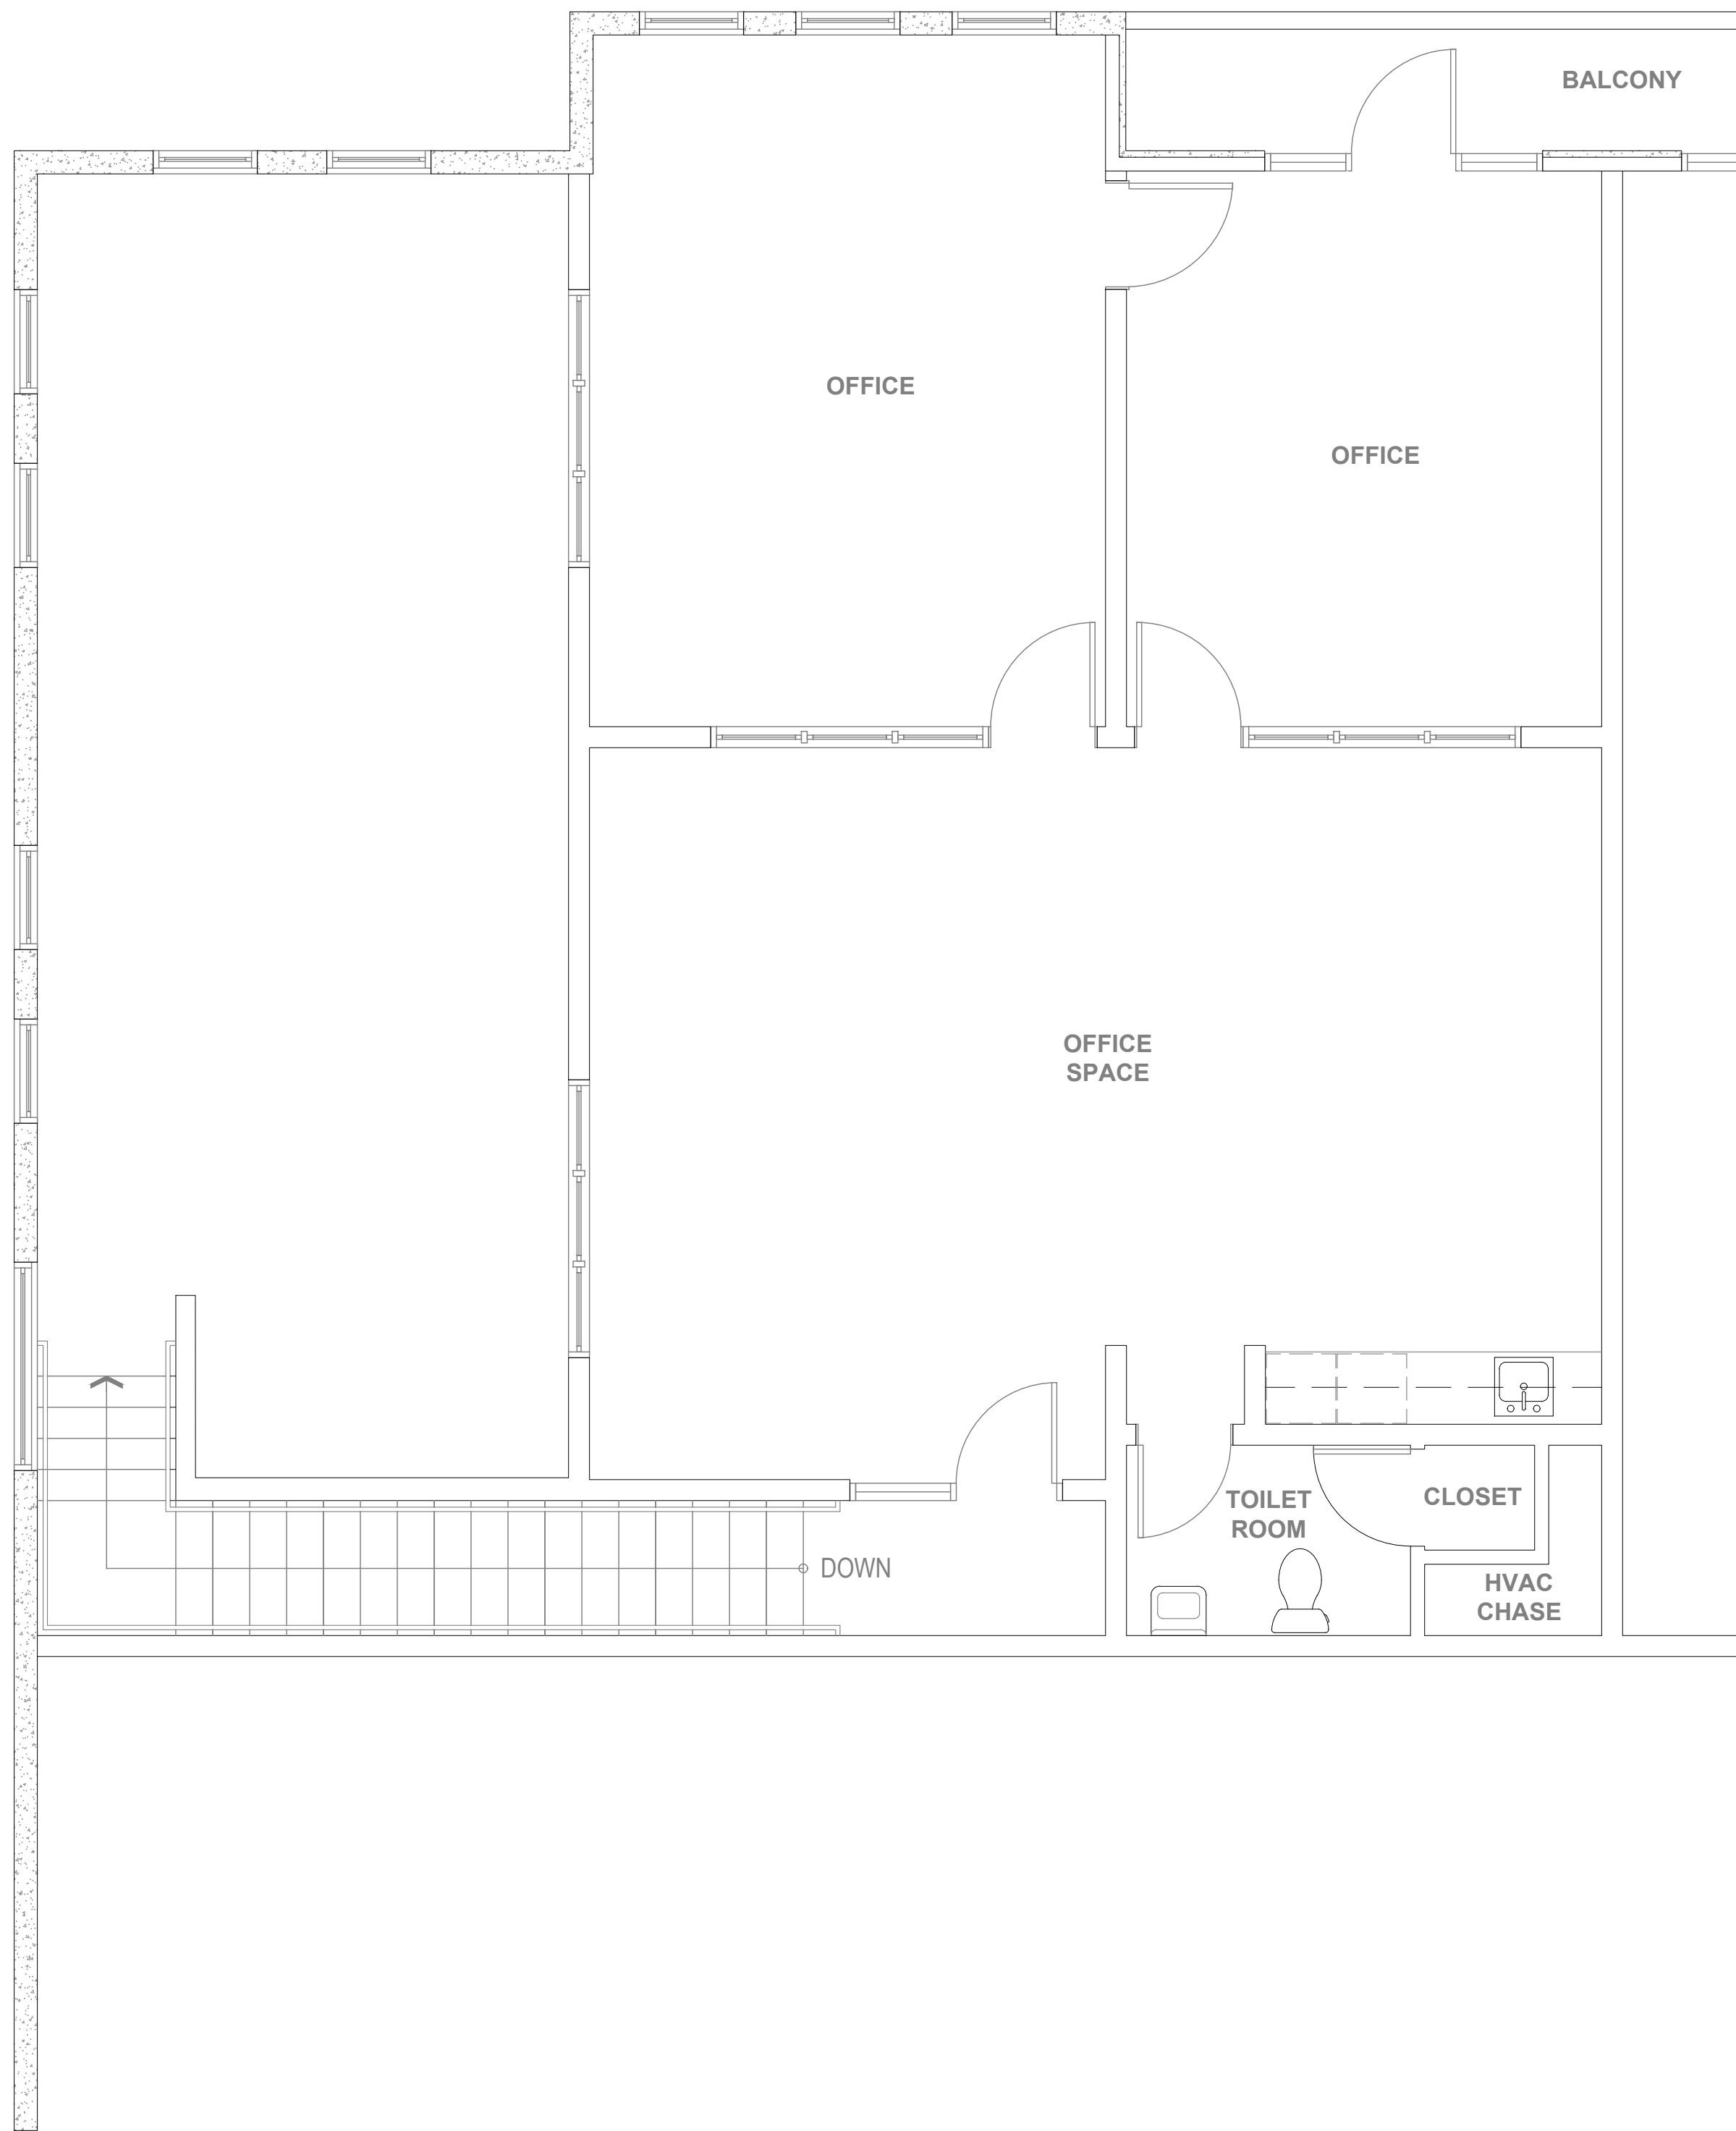 BALCONY
OFFICE
OFFICE
OFFICE
SPACE
TOILET
ROOM
CLOSET
DOWN
HVAC
CHASE